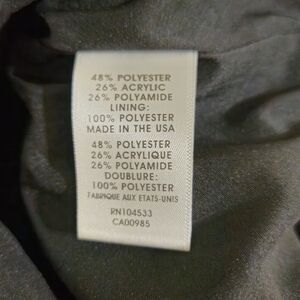 48% POLYESTER
26% ACRYLIC
26% POLYAMIDE
LINING:
100% POLYESTER
MADE IN THE USA
48% POLYESTER
26% ACRYLIQUE
26% POLYAMIDE
DOUBLURE:
100% POLYESTER
FABRIQUE AUX ETATS-UNIS
RN104533
CA00985